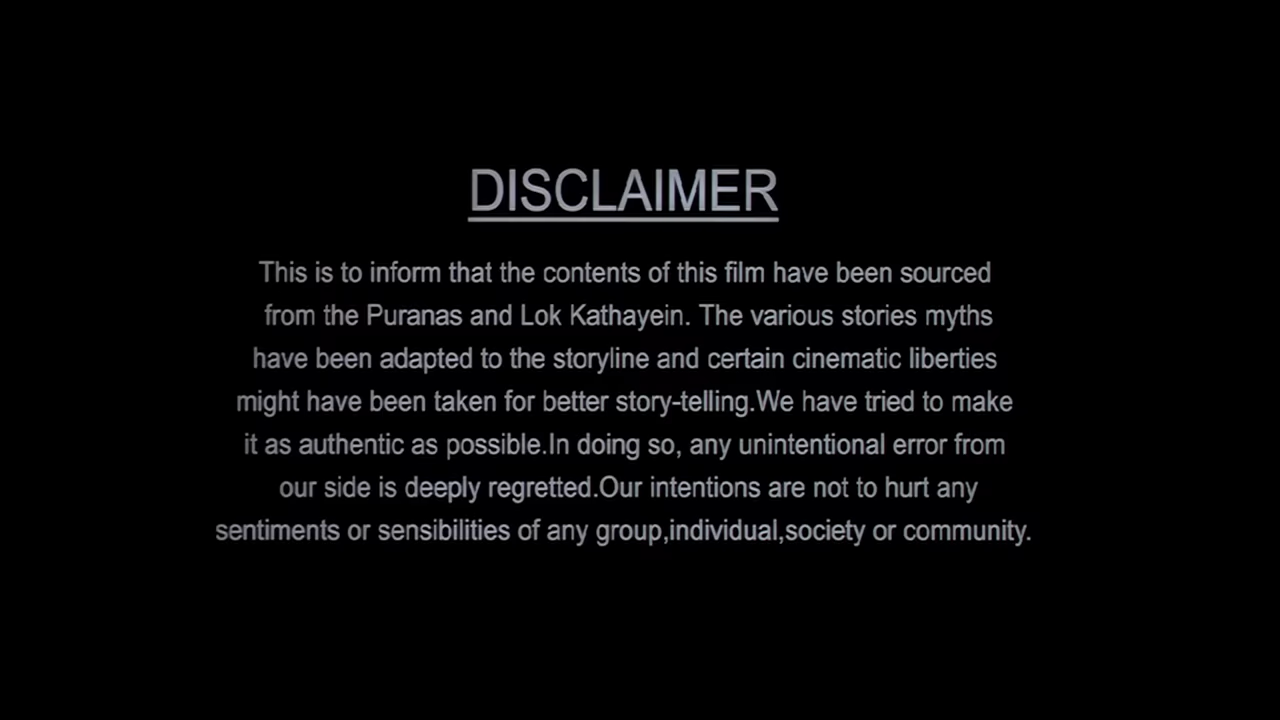 DISCLAIMER
This is to inform that the contents of this film have been sourced
from the Puranas and Lok Kathayein. The various stories myths
have been adapted to the storyline and certain cinematic liberties
might have been taken for better story-telling.We have tried to make
it as authentic as possible.In doing so, any unintentional error from
our side is deeply regretted.Our intentions are not to hurt any
sentiments or sensibilities of any group,individual,society or community.